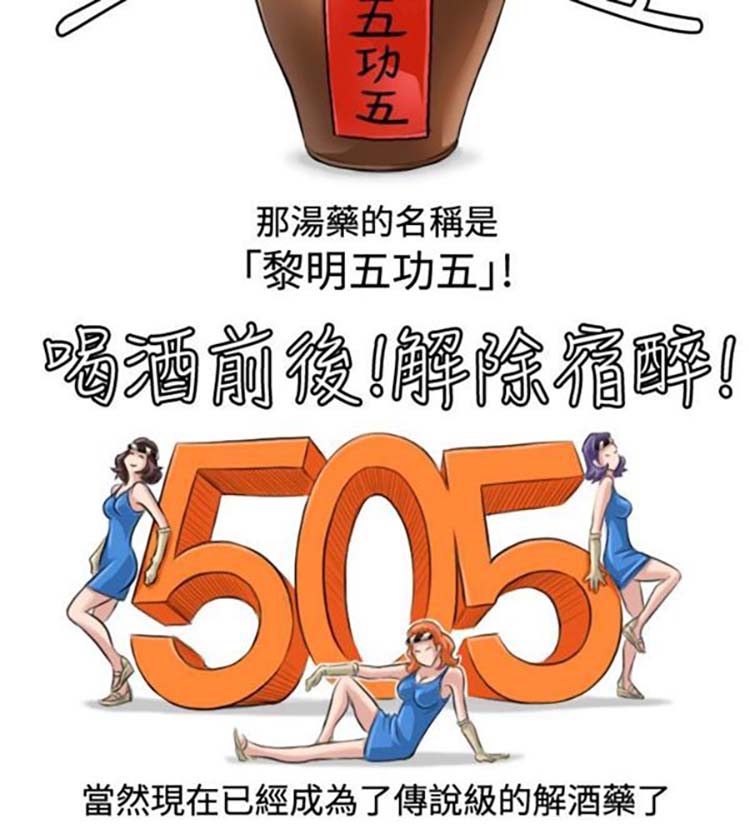 五
功
五
那湯藥的名稱是
「黎明五功五」!
喝酒前後!解除宿醉!
505
當然現在已經成為了傳說級的解酒藥了